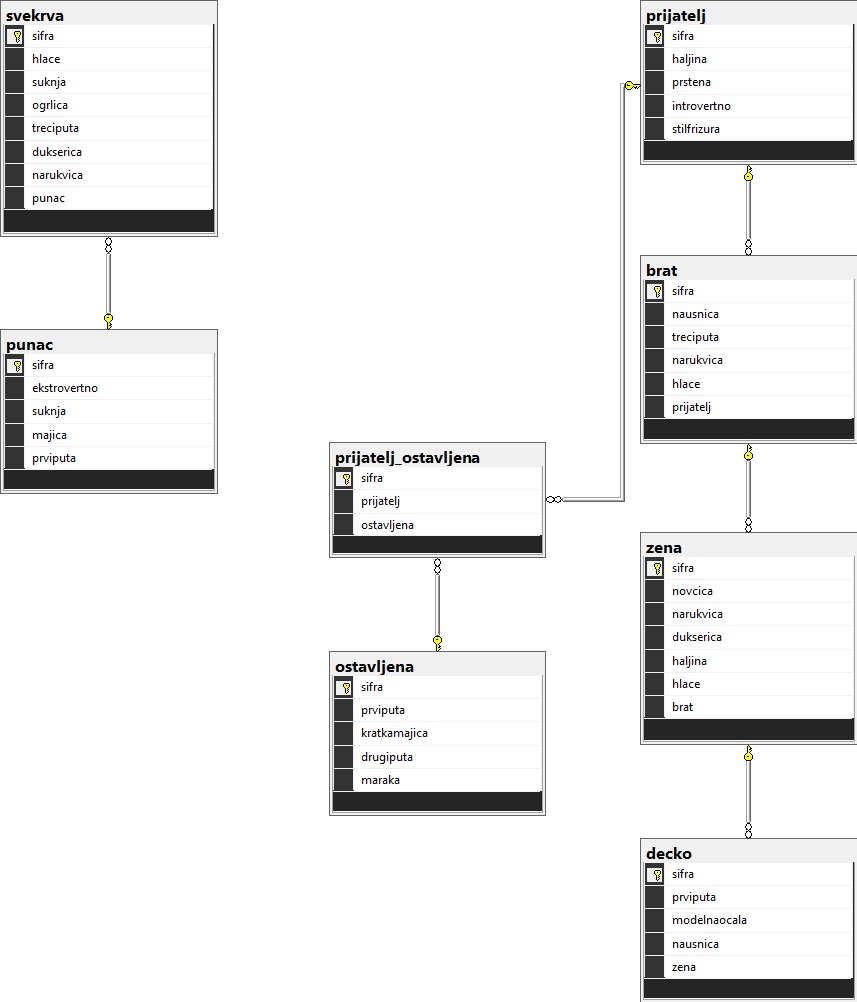 svekrva
sifra
hlace
suknja
ogrlica
treciputa
dukserica
narukvica
punac
punac
sifra
ekstrovertno
suknja
majica
prviputa
prijatelj_ostavljena
sifra
prijatelj
ostavljena
ostavljena
sifra
prviputa
kratkamajica
drugiputa
maraka
prijatelj
sifra
haljina
prstena
introvertno
stilfrizura
brat
sifra
nausnica
treciputa
narukvica
hlace
prijatelj
zena
sifra
novcica
narukvica
dukserica
haljina
hlace
brat
decko
sifra
prviputa
modelnaocala
nausnica
zena